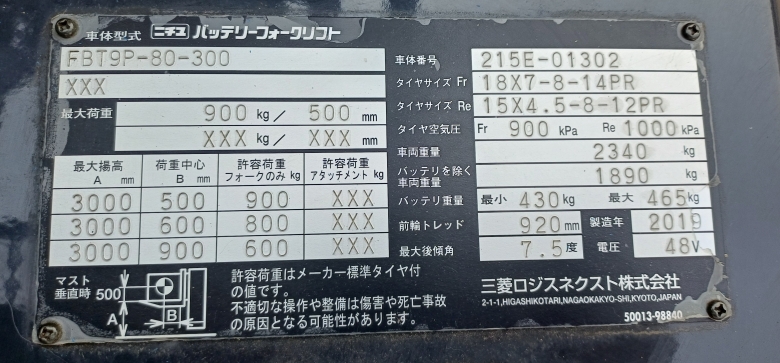 車体型式 ニチユ バッテリーフォークリフト
FBT9P-80-300
XXX
最大荷重 900 kg／ 500 mm
XXX kg／ XXX mm
最大揚高 A mm 荷重中心 B mm 許容荷重 フォークのみ kg 許容荷重 アタッチメント kg
3000 500 900 XXX
3000 600 800 XXX
3000 900 600 XXX
マスト垂直時 500 A B
許容荷重はメーカー標準タイヤ付
の値です。
不適切な操作や整備は傷害や死亡事故
の原因となる可能性があります。
車体番号 215E-01302
タイヤサイズ Fr 18X7-8-14PR
タイヤサイズ Re 15X4.5-8-12PR
タイヤ空気圧 Fr 900 kPa Re 1000 kPa
車両重量 2340 kg
バッテリを除く車両重量 1890 kg
バッテリ重量 最小 430 kg 最大 465 kg
前輪トレッド 920 mm 製造年 2019
最大後傾角 7.5 度 電圧 48 V
三菱ロジスネクスト株式会社
2-1-1,HIGASHIKOTARI,NAGAOKAKYO-SHI,KYOTO,JAPAN
50013-98840